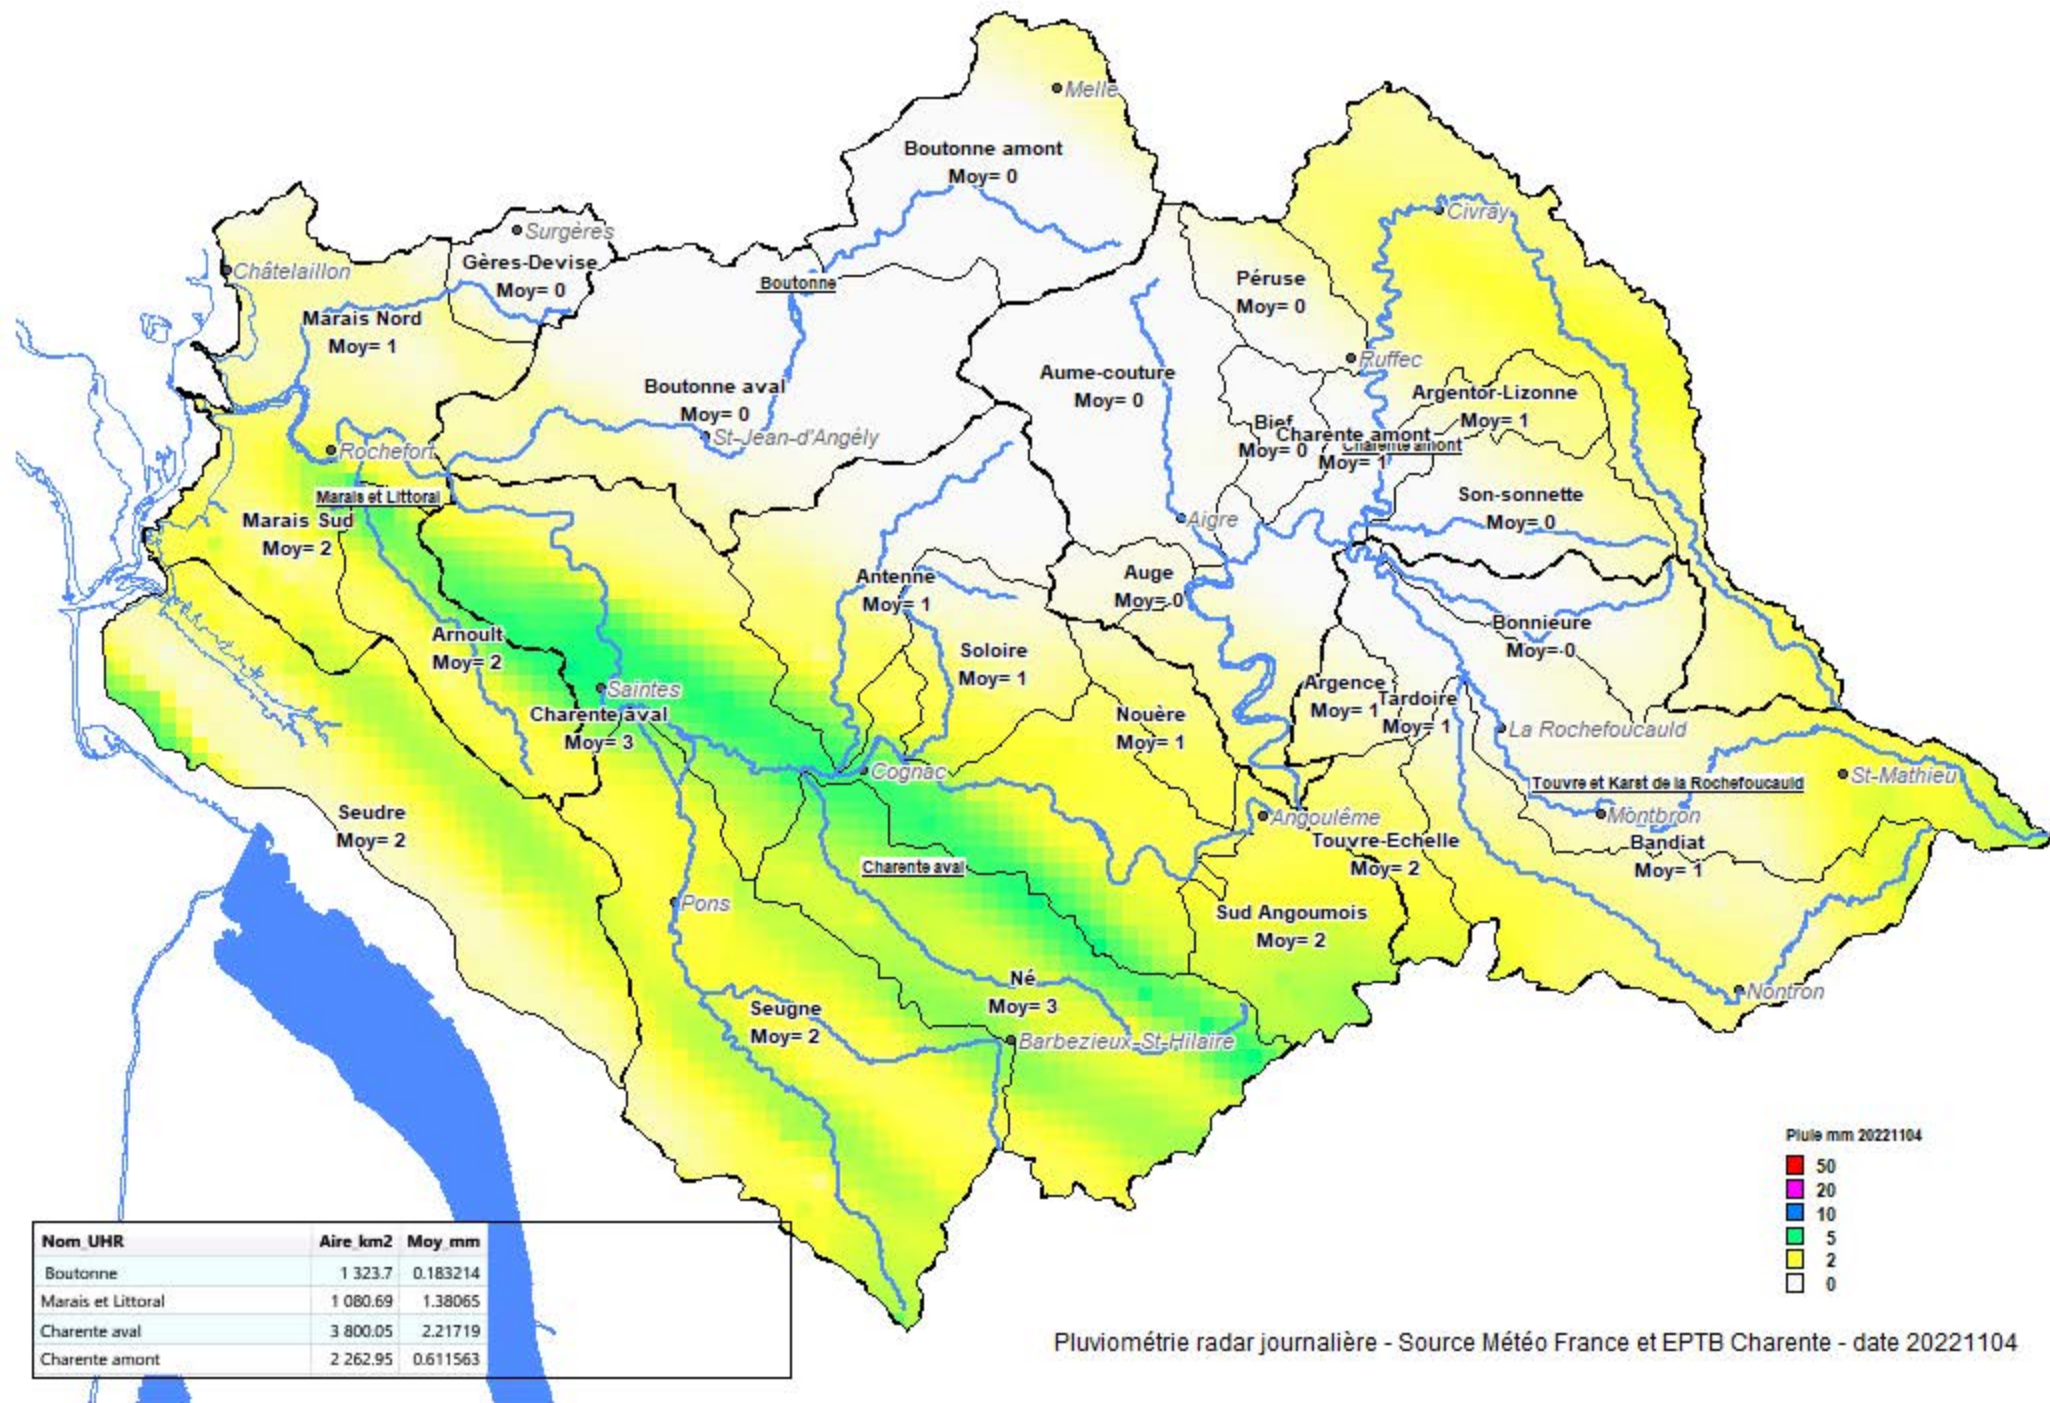 Melle
Boutonne amont
Moy= 0
Civray
Surgères
Châtelaillon
Gères-Devise
Moy= 0
Boutonne
Péruse
Moy= 0
Marais Nord
Moy= 1
Ruffec
Aume-couture
Moy= 0
Boutonne aval
Moy= 0
Argentor-Lizonne
Moy= 1
St-Jean-d'Angély
Bief
Moy= 0
Charente amont
Moy= 1
Charente amont
Rochefort
Marais et Littoral
Son-sonnette
Moy= 0
Marais Sud
Moy= 2
Aigre
Antenne
Moy= 1
Auge
Moy= 0
Bonnieure
Moy= 0
Arnoult
Moy= 2
Soloire
Moy= 1
Saintes
Argence
Moy= 1
Tardoire
Moy= 1
Charente aval
Moy= 3
Nouère
Moy= 1
La Rochefoucauld
Cognac
Touvre et Karst de la Rochefoucauld
St-Mathieu
Seudre
Moy= 2
Angoulême
Montbron
Touvre-Echelle
Moy= 2
Bandiat
Moy= 1
Charente aval
Pons
Sud Angoumois
Moy= 2
Né
Moy= 3
Nontron
Seugne
Moy= 2
Barbezieux-St-Hilaire
Pluie mm 20221104
50
20
10
5
2
0
Nom_UHR Aire_km2 Moy_mm
Boutonne 1 323.7 0.183214
Marais et Littoral 1 080.69 1.38065
Charente aval 3 800.05 2.21719
Charente amont 2 262.95 0.611563
Pluviométrie radar journalière - Source Météo France et EPTB Charente - date 20221104